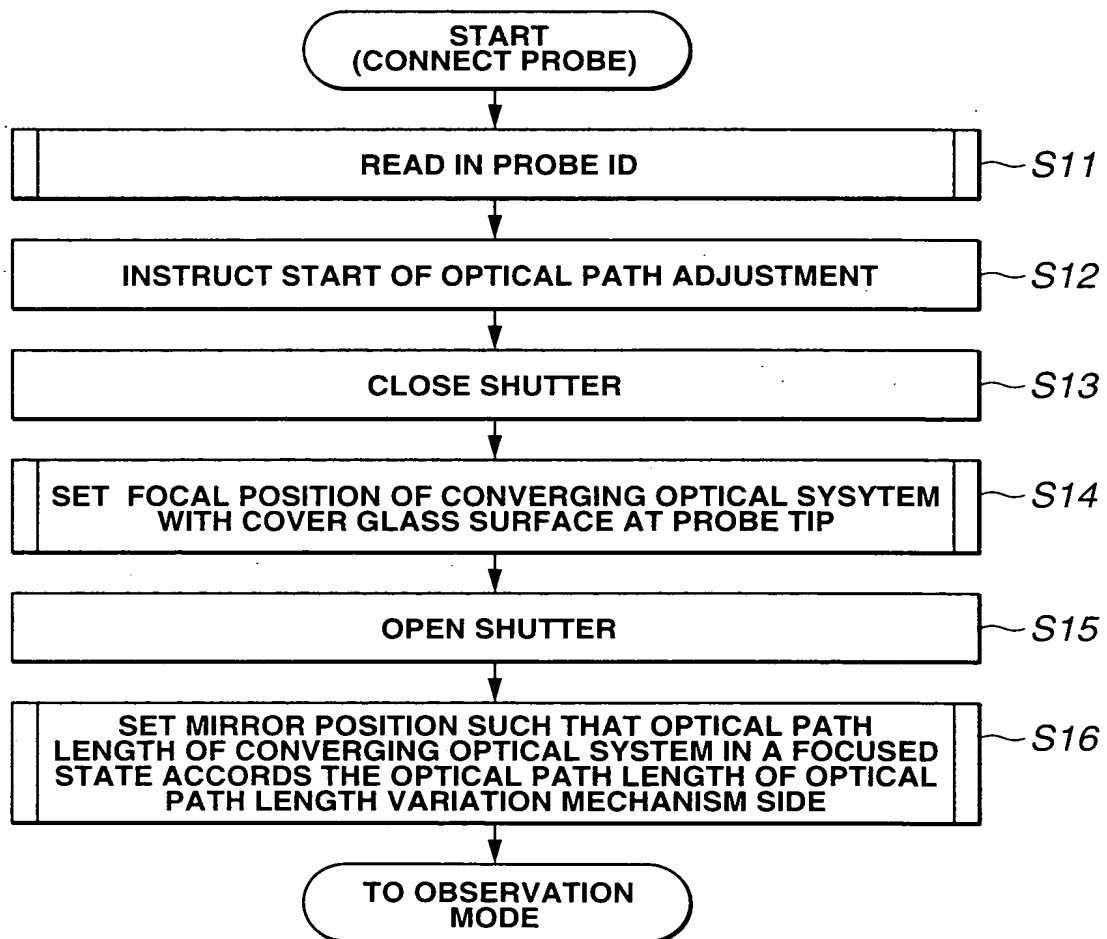 START
(CONNECT PROBE)
READ IN PROBE ID
S11
INSTRUCT START OF OPTICAL PATH ADJUSTMENT
S12
CLOSE SHUTTER
S13
SET FOCAL POSITION OF CONVERGING OPTICAL SYSYTEM
WITH COVER GLASS SURFACE AT PROBE TIP
S14
OPEN SHUTTER
S15
SET MIRROR POSITION SUCH THAT OPTICAL PATH
LENGTH OF CONVERGING OPTICAL SYSTEM IN A FOCUSED
STATE ACCORDS THE OPTICAL PATH LENGTH OF OPTICAL
PATH LENGTH VARIATION MECHANISM SIDE
S16
TO OBSERVATION
MODE